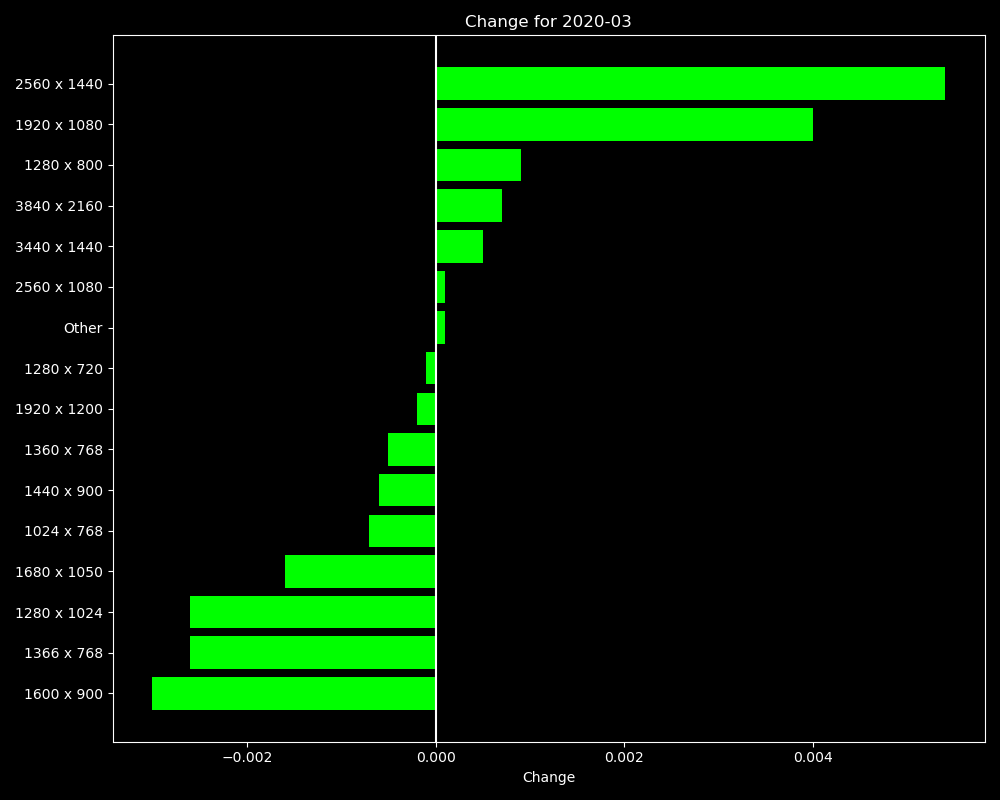 Change for 2020-03
2560 x 1440
1920 x 1080
1280 x 800
3840 x 2160
3440 x 1440
2560 x 1080
Other
1280 x 720
1920 x 1200
1360 x 768
1440 x 900
1024 x 768
1680 x 1050
1280 x 1024
1366 x 768
1600 x 900
−0.002 0.000 0.002 0.004
Change